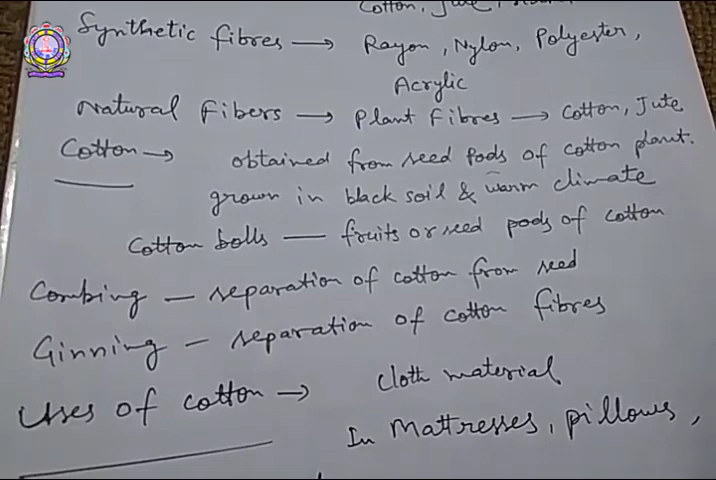 Cotton, Jute,
Synthetic fibres → Rayon, Nylon, Polyester,
Acrylic
Natural Fibers → Plant Fibres → Cotton, Jute
Cotton → obtained from seed pods of cotton plant.
grown in black soil & warm climate
Cotton bolls — fruits or seed pods of cotton
Combing — separation of cotton from seed
Ginning — separation of cotton fibres
Uses of cotton → cloth material
In Mattresses, pillows,